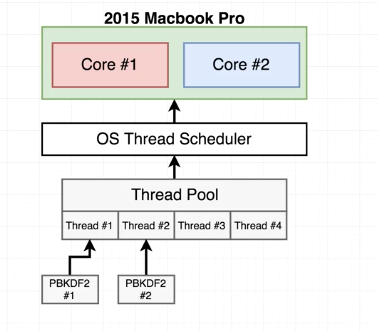 2015 Macbook Pro
Core #1 Core #2
OS Thread Scheduler
Thread Pool
Thread #1 Thread #2 Thread #3 Thread #4
PBKDF2 PBKDF2
#1 #2